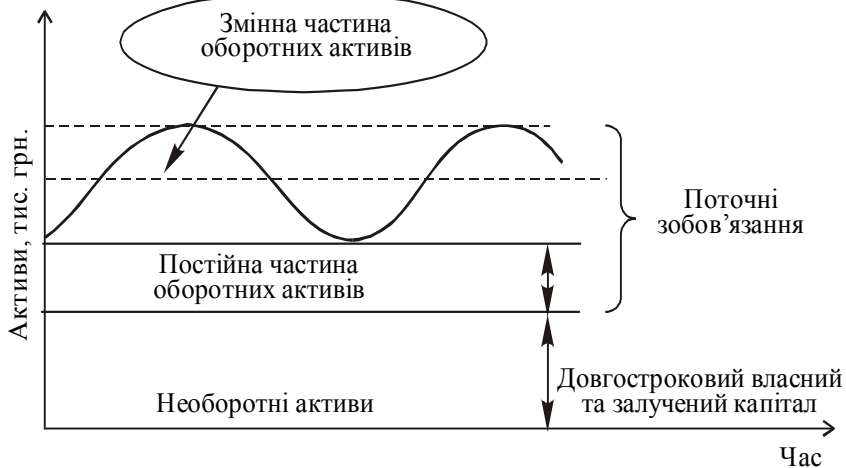 Змінна частина
оборотних активів
Активи, тис. грн.
Поточні
зобов’язання
Постійна частина
оборотних активів
Необоротні активи
Довгостроковий власний
та залучений капітал
Час